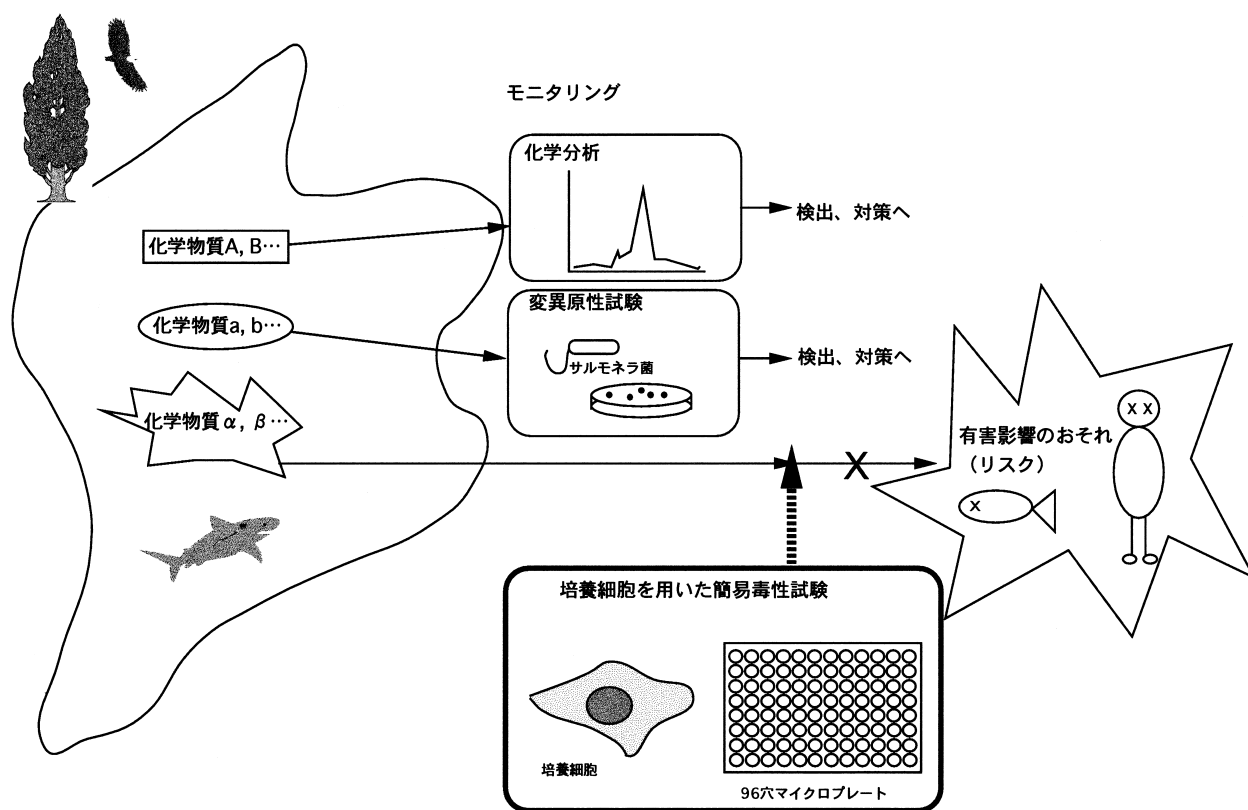 モニタリング
化学分析
検出、対策へ
化学物質A, B…
変異原性試験
化学物質a, b…
サルモネラ菌
検出、対策へ
化学物質α, β…
x x
有害影響のおそれ
（リスク）
X
x
培養細胞を用いた簡易毒性試験
培養細胞
96穴マイクロプレート